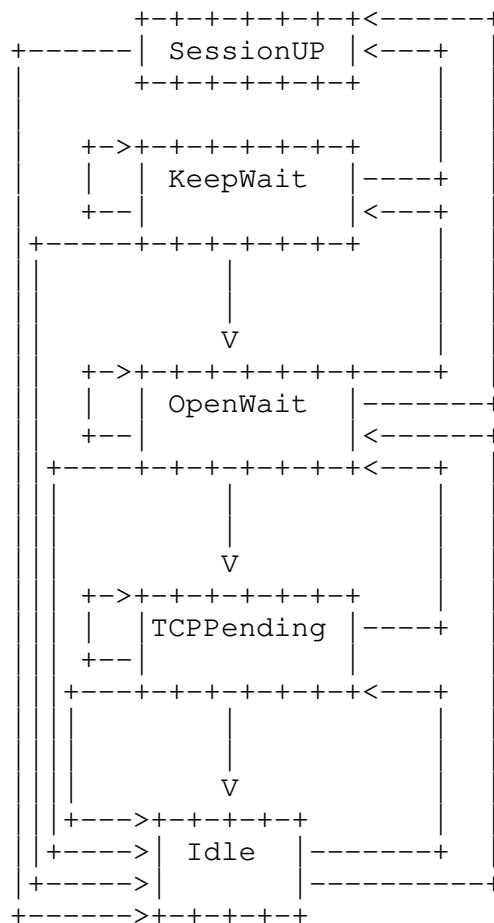 SessionUP
KeepWait
V
OpenWait
V
TCPPending
V
Idle